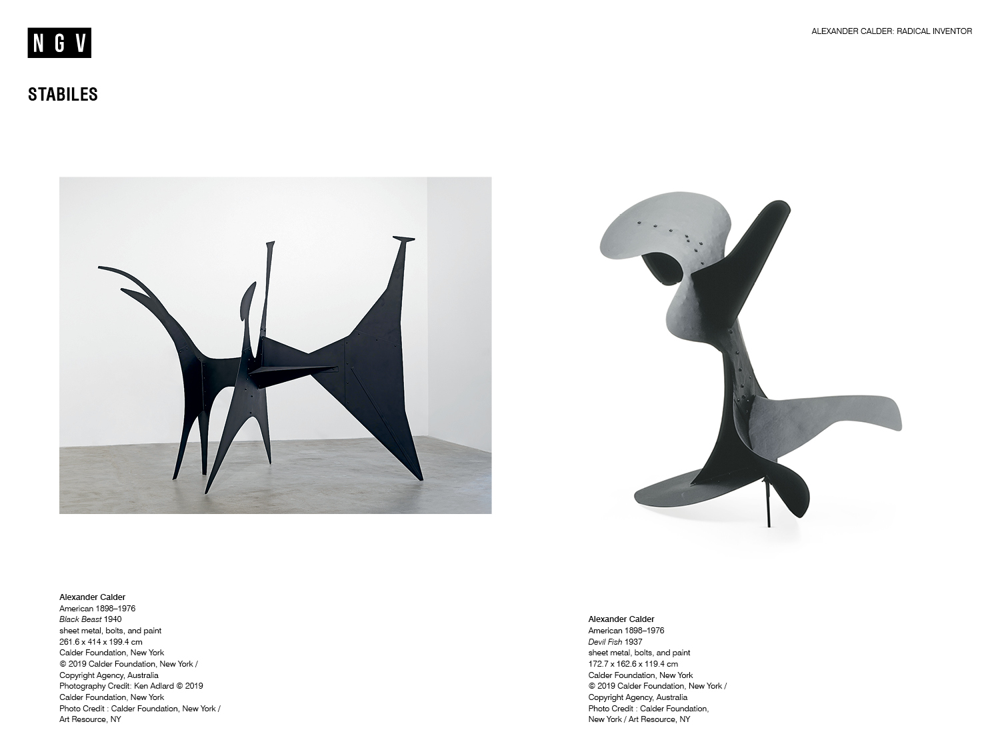 NGV
ALEXANDER CALDER: RADICAL INVENTOR
STABILES
Alexander Calder
American 1898–1976
Black Beast 1940
sheet metal, bolts, and paint
261.6 x 414 x 199.4 cm
Calder Foundation, New York
© 2019 Calder Foundation, New York /
Copyright Agency, Australia
Photography Credit: Ken Adlard © 2019
Calder Foundation, New York
Photo Credit : Calder Foundation, New York /
Art Resource, NY
Alexander Calder
American 1898–1976
Devil Fish 1937
sheet metal, bolts, and paint
172.7 x 162.6 x 119.4 cm
Calder Foundation, New York
© 2019 Calder Foundation, New York /
Copyright Agency, Australia
Photo Credit : Calder Foundation,
New York / Art Resource, NY